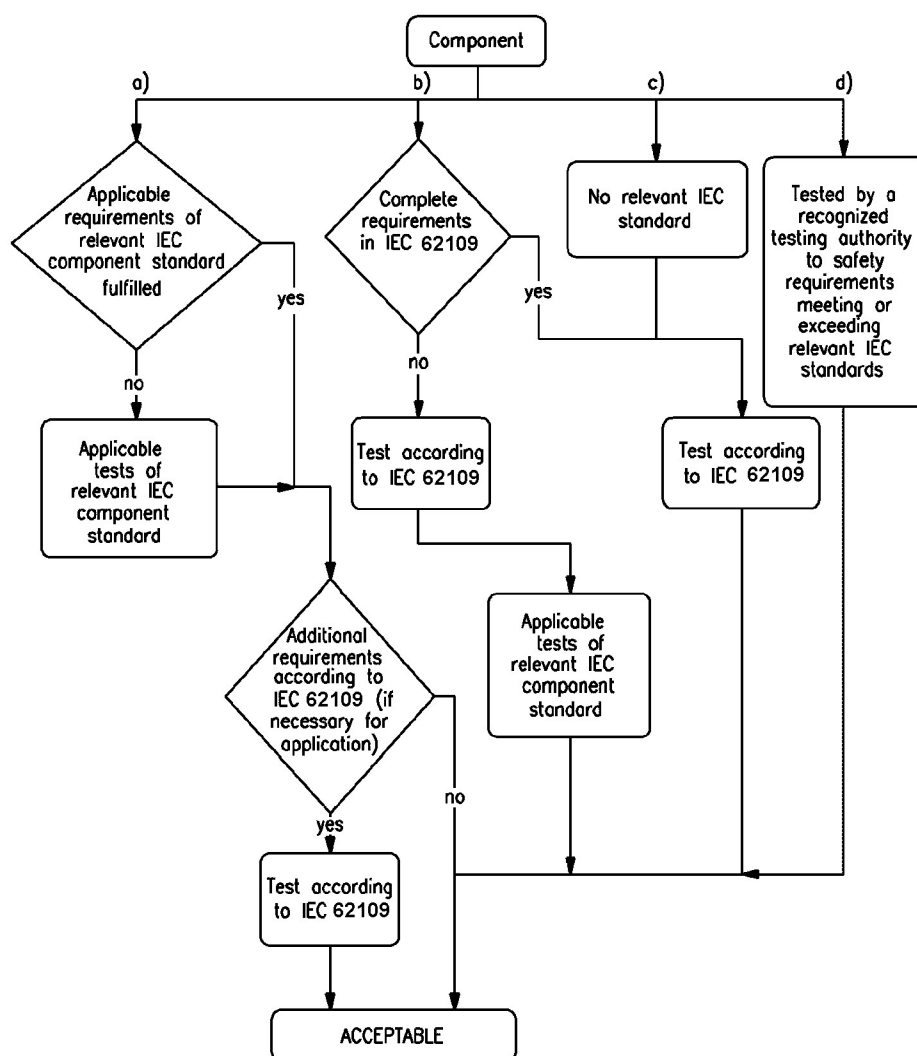 Component
a)
b)
c)
d)
Applicable
requirements of
relevant IEC
component standard
fulfilled
yes
no
Applicable
tests of
relevant IEC
component
standard
Additional
requirements
according to
IEC 62109 (if
necessary for
application)
no
yes
Test according
to IEC 62109
Complete
requirements
in IEC 62109
yes
no
Test according
to IEC 62109
Applicable
tests of
relevant IEC
component
standard
No relevant IEC
standard
Test according
to IEC 62109
Tested by a
recognized
testing authority
to safety
requirements
meeting or
exceeding
relevant IEC
standards
ACCEPTABLE